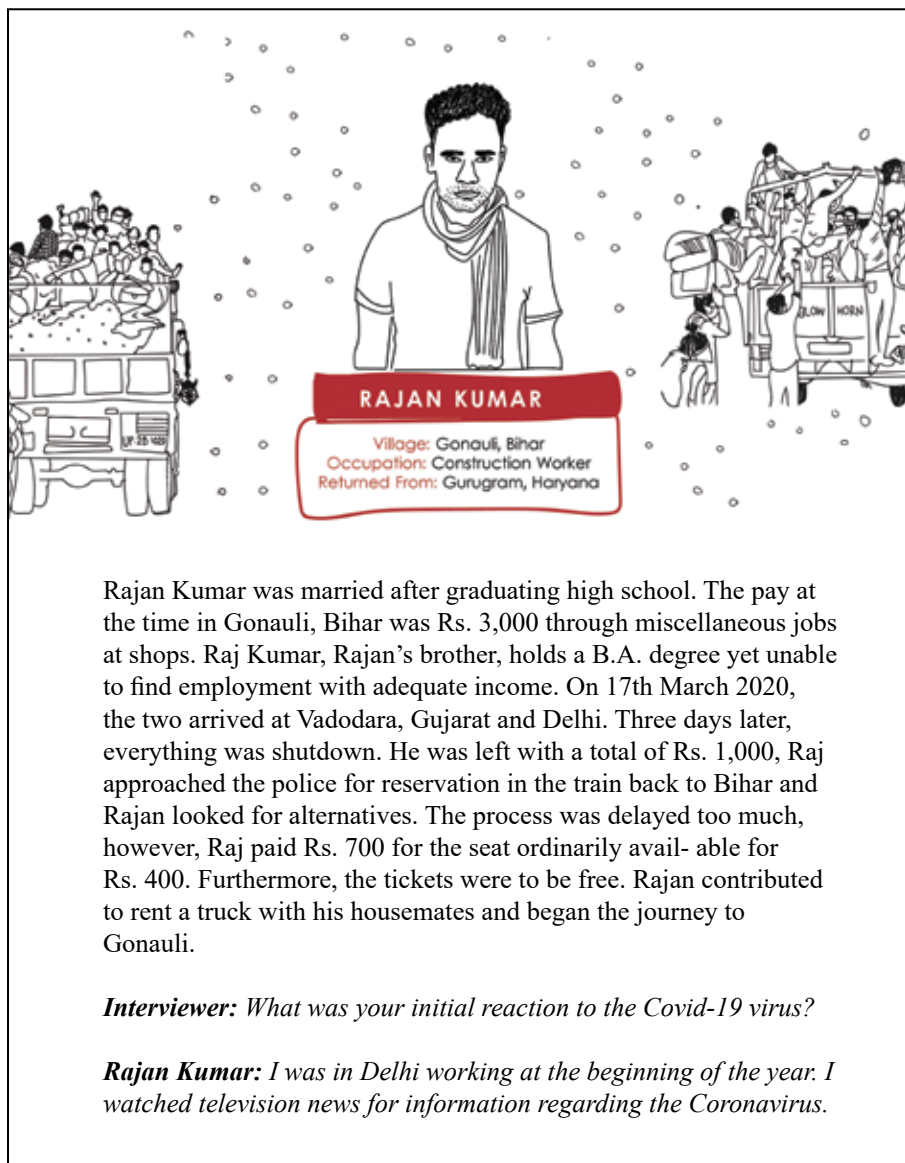 BLOW HORN
RAJAN KUMAR
Village: Gonauli, Bihar
Occupation: Construction Worker
Returned From: Gurugram, Haryana
Rajan Kumar was married after graduating high school. The pay at
the time in Gonauli, Bihar was Rs. 3,000 through miscellaneous jobs
at shops. Raj Kumar, Rajan’s brother, holds a B.A. degree yet unable
to find employment with adequate income. On 17th March 2020,
the two arrived at Vadodara, Gujarat and Delhi. Three days later,
everything was shutdown. He was left with a total of Rs. 1,000, Raj
approached the police for reservation in the train back to Bihar and
Rajan looked for alternatives. The process was delayed too much,
however, Raj paid Rs. 700 for the seat ordinarily avail- able for
Rs. 400. Furthermore, the tickets were to be free. Rajan contributed
to rent a truck with his housemates and began the journey to
Gonauli.
Interviewer: What was your initial reaction to the Covid-19 virus?
Rajan Kumar: I was in Delhi working at the beginning of the year. I
watched television news for information regarding the Coronavirus.